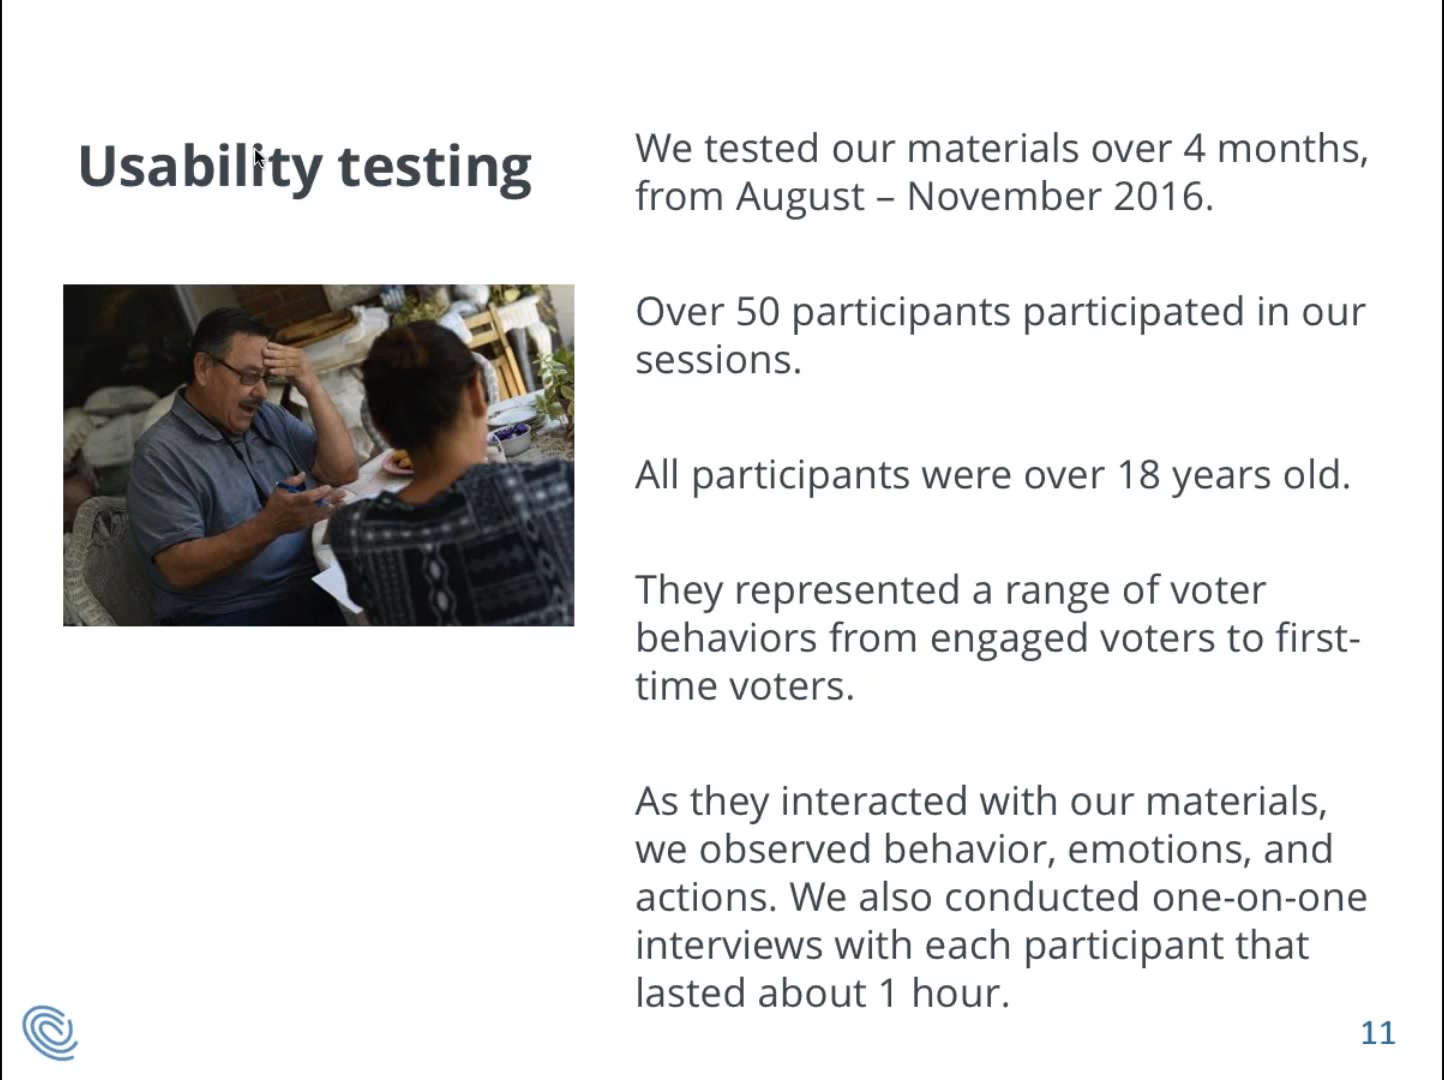 Usability testing
We tested our materials over 4 months,
from August – November 2016.
Over 50 participants participated in our
sessions.
All participants were over 18 years old.
They represented a range of voter
behaviors from engaged voters to first-
time voters.
As they interacted with our materials,
we observed behavior, emotions, and
actions. We also conducted one-on-one
interviews with each participant that
lasted about 1 hour.
11